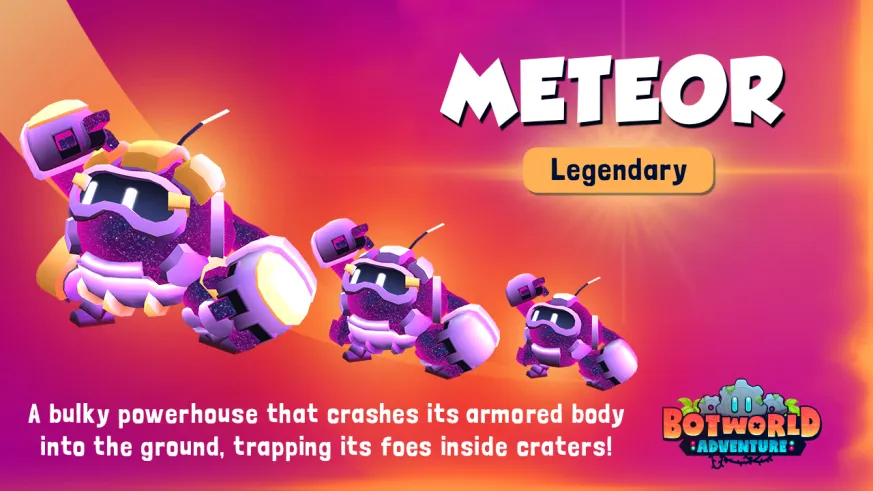 METEOR
Legendary
A bulky powerhouse that crashes its armored body
into the ground, trapping its foes inside craters!
BOTWORLD
ADVENTURE